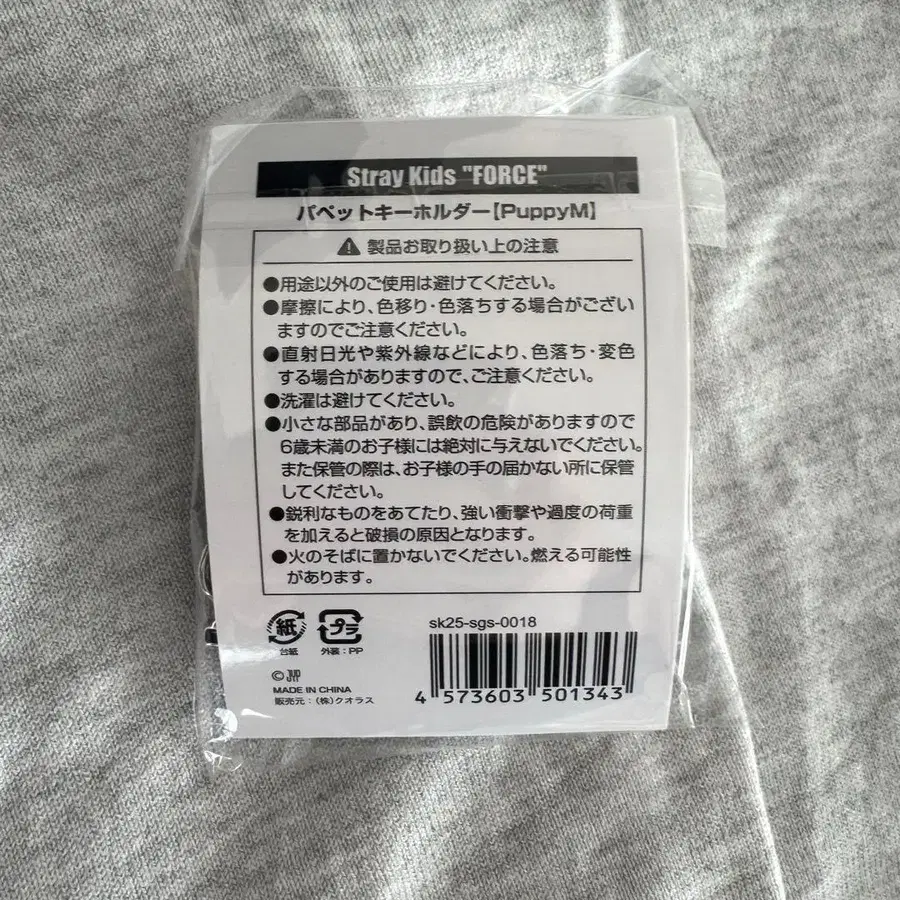 Stray Kids "FORCE"
パペットキーホルダー【PuppyM】
製品お取り扱い上の注意
●用途以外のご使用は避けてください。
●摩擦により、色移り・色落ちする場合がござい
ますのでご注意ください。
●直射日光や紫外線などにより、色落ち・変色
する場合がありますので、ご注意ください。
●洗濯は避けてください。
●小さな部品があり、誤飲の危険がありますので
6歳未満のお子様には絶対に与えないでください。
また保管の際は、お子様の手の届かない所に保管
してください。
●鋭利なものをあてたり、強い衝撃や過度の荷重
を加えると破損の原因となります。
●火のそばに置かないでください。燃える可能性
があります。
紙
台紙
プラ
外装：PP
sk25-sgs-0018
4 573603 501343
© JYP
MADE IN CHINA
販売元：(株)クオラス